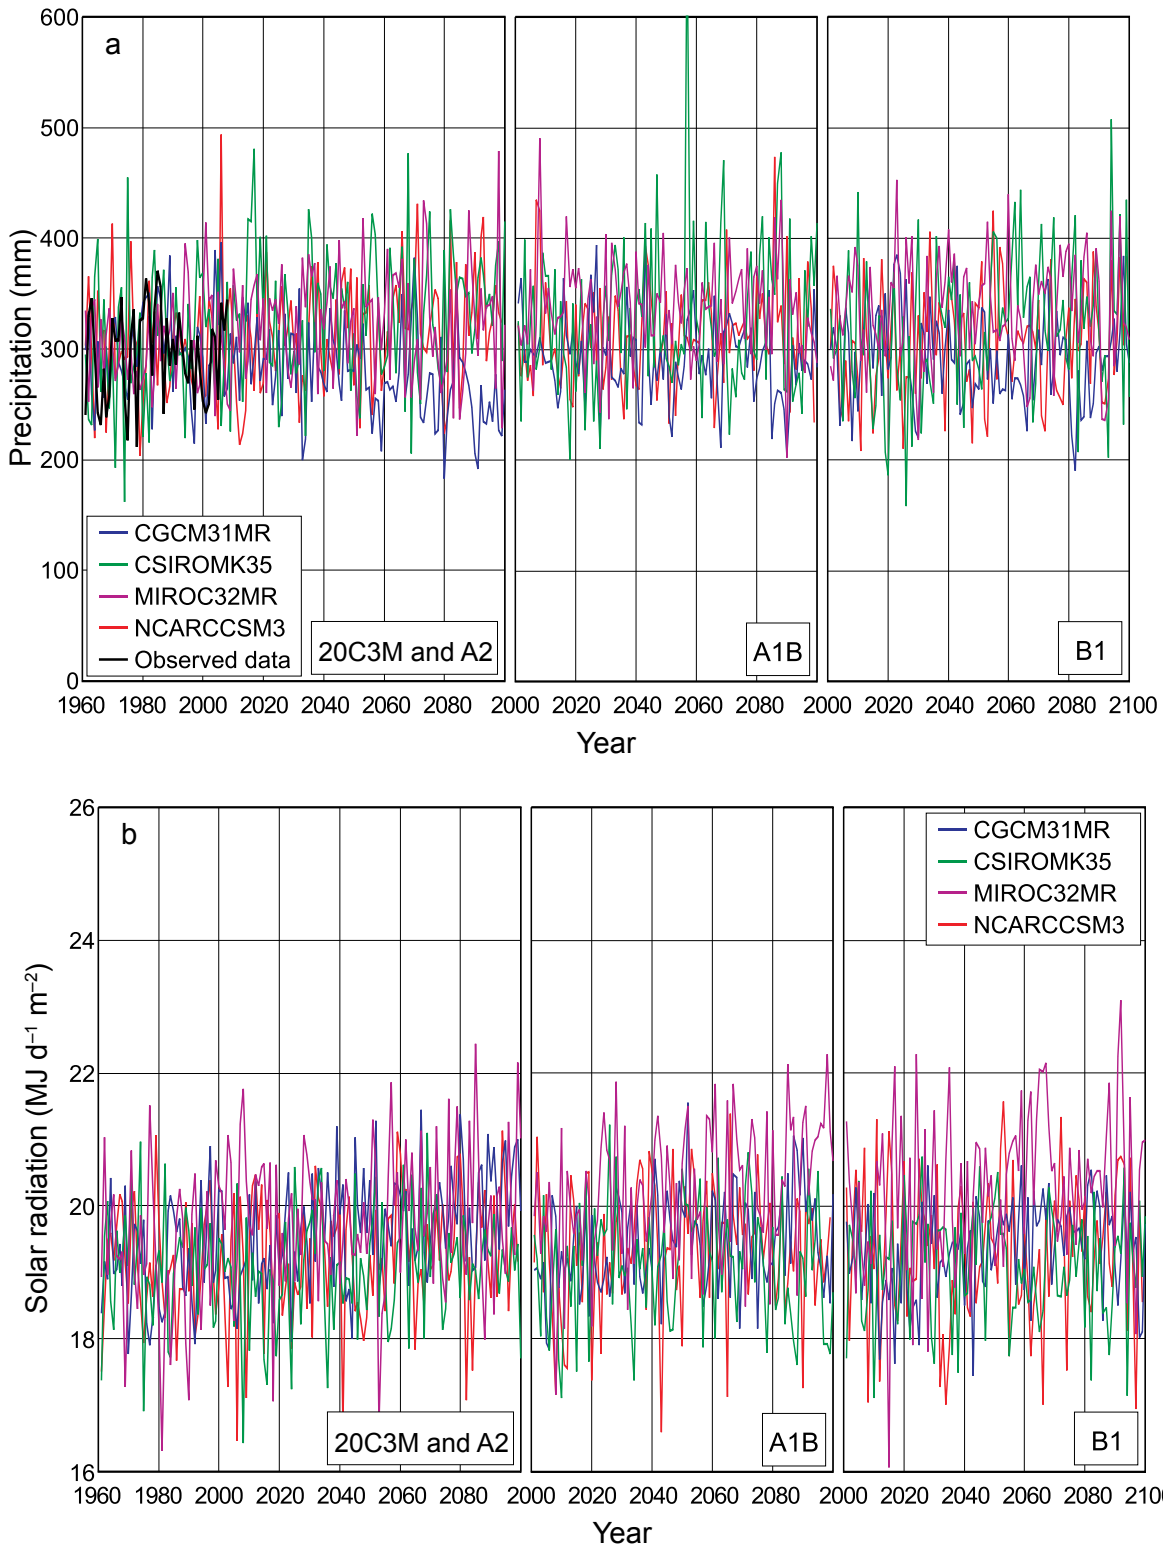 600
500
400
300
200
100
0
Precipitation (mm)
a
CGCM31MR
CSIROMK35
MIROC32MR
NCARCCSM3
Observed data
20C3M and A2
A1B
B1
1960 1980 2000 2020 2040 2060 2080 2000 2020 2040 2060 2080 2000 2020 2040 2060 2080 2100
Year
26
24
22
20
18
16
Solar radiation (MJ d⁻¹ m⁻²)
b
CGCM31MR
CSIROMK35
MIROC32MR
NCARCCSM3
20C3M and A2
A1B
B1
1960 1980 2000 2020 2040 2060 2080 2000 2020 2040 2060 2080 2000 2020 2040 2060 2080 210
Year